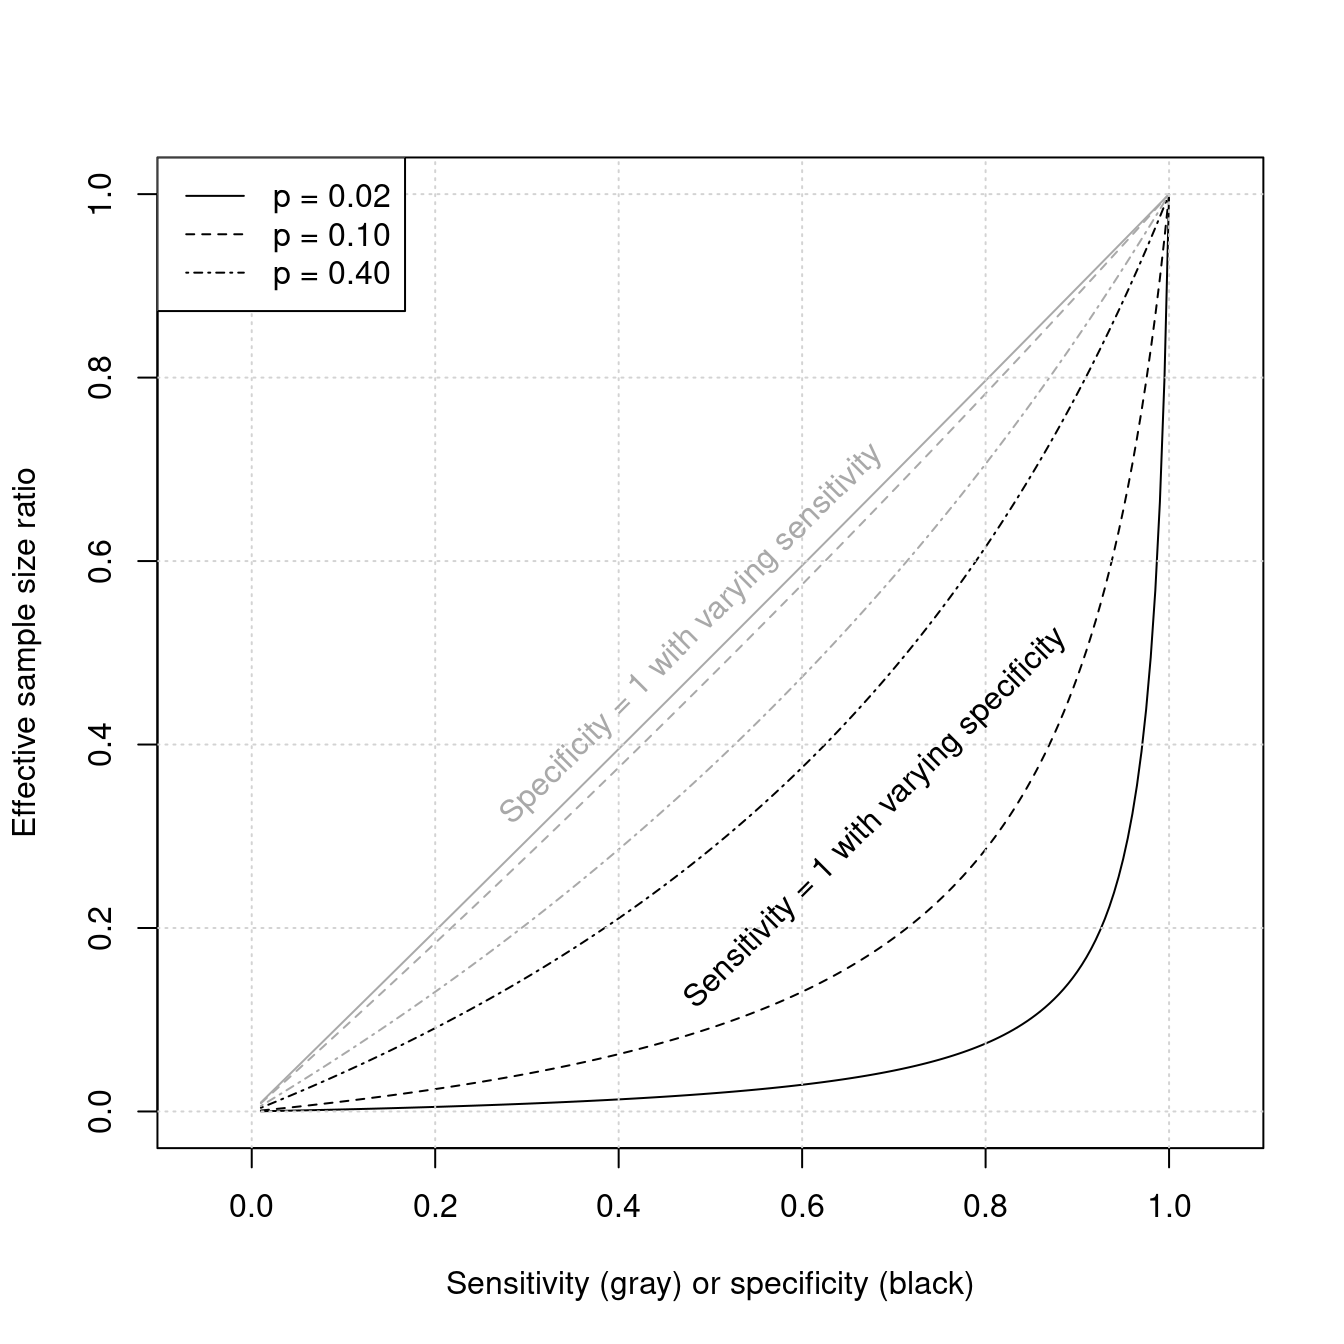 p = 0.02
p = 0.10
p = 0.40
1.0
0.8
0.6
0.4
0.2
0.0
Effective sample size ratio
Specificity = 1 with varying sensitivity
Sensitivity = 1 with varying specificity
0.0 0.2 0.4 0.6 0.8 1.0
Sensitivity (gray) or specificity (black)